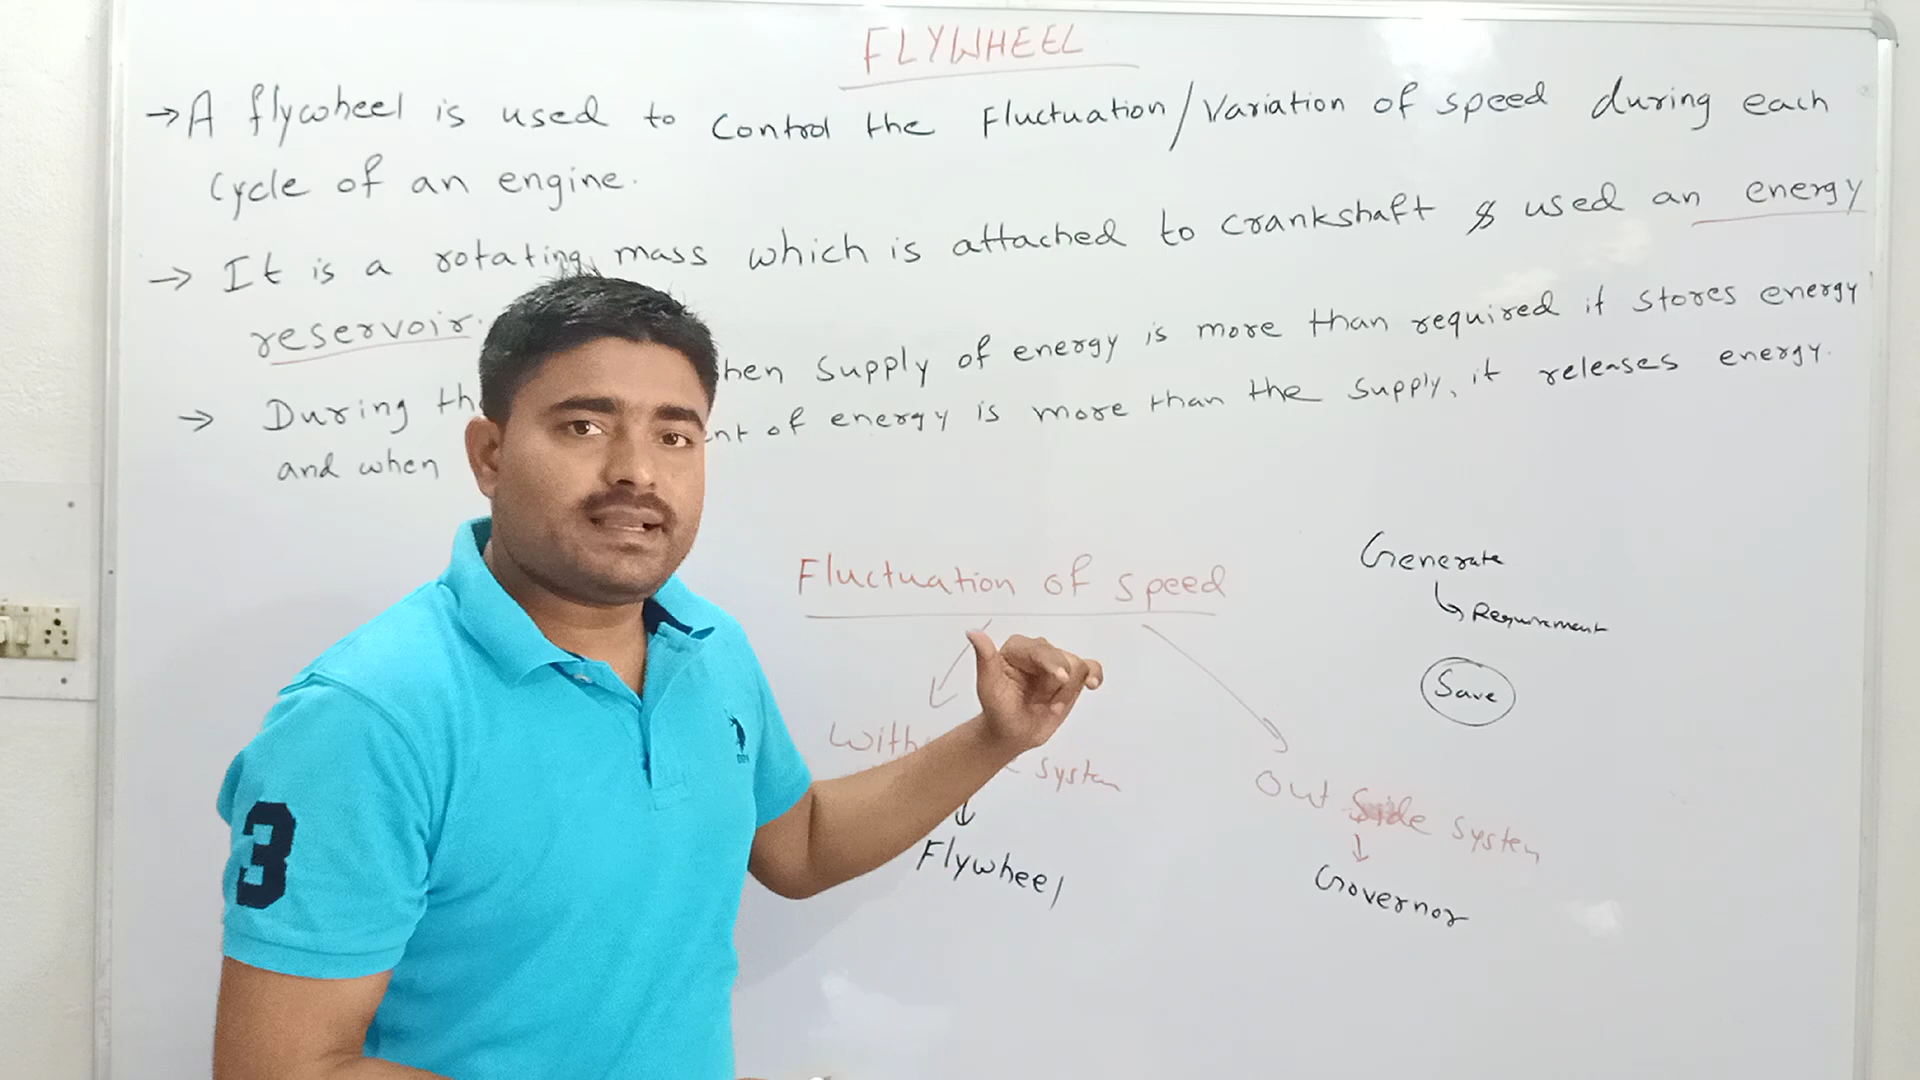 FLYWHEEL
→ A flywheel is used to control the Fluctuation/Variation of speed during each
Cycle of an engine.
→ It is a rotating mass which is attached to crankshaft & used an energy
reservoir.
→ During th hen supply of energy is more than required it stores energy
and when nt of energy is more than the supply, it releases energy.
Fluctuation of speed
Generate
Requirement
Save
With system
Out Side system
Flywheel
Governor
3